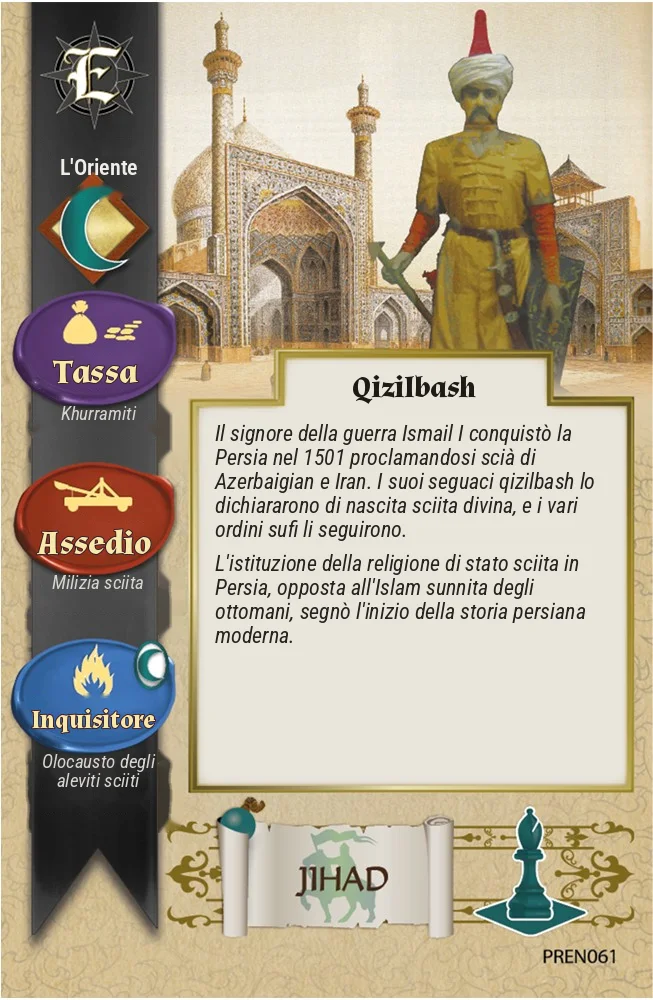 E
L'Oriente
Tassa
Khurramiti
Assedio
Milizia sciita
Inquisitore
Olocausto degli
aleviti sciiti
Qizilbash
Il signore della guerra Ismail I conquistò la
Persia nel 1501 proclamandosi scià di
Azerbaigian e Iran. I suoi seguaci qizilbash lo
dichiararono di nascita sciita divina, e i vari
ordini sufi li seguirono.
L'istituzione della religione di stato sciita in
Persia, opposta all'Islam sunnita degli
ottomani, segnò l'inizio della storia persiana
moderna.
JIHAD
PREN061